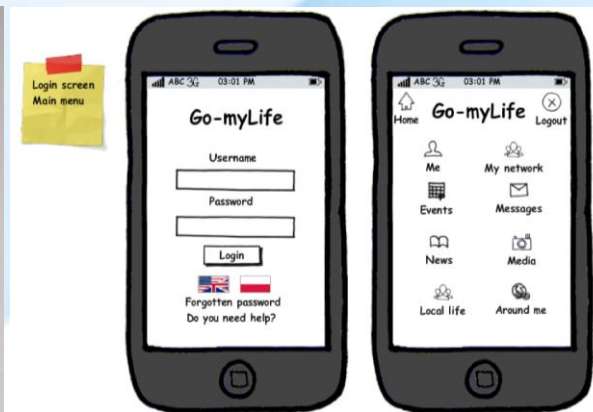 Login screen
Main menu
ABC 3G 03:01 PM
Go-myLife
Username
Password
Login
Forgotten password
Do you need help?
ABC 3G 03:01 PM
Home
Go-myLife
Logout
Me
My network
Events
Messages
News
Media
Local life
Around me